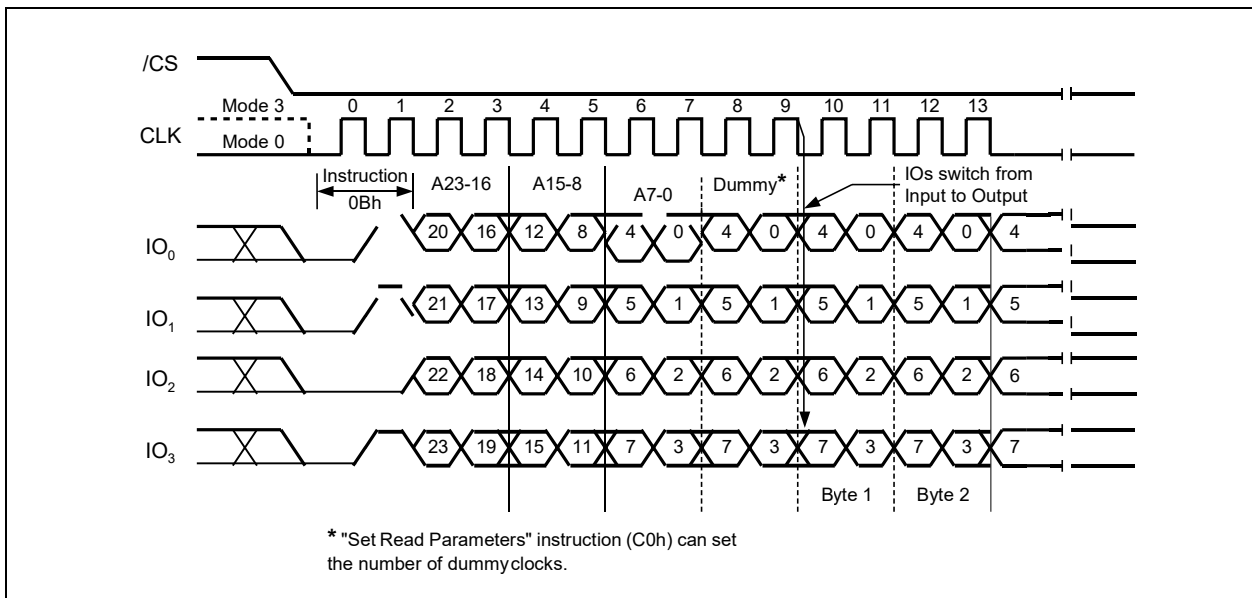 /CS
Mode 3 0 1 2 3 4 5 6 7 8 9 10 11 12 13
CLK
Mode 0
Instruction A23-16 A15-8 A7-0 Dummy* IOs switch from
0Bh Input to Output
IO0 20 16 12 8 4 0 4 0 4 0 4 0 4
IO1 21 17 13 9 5 1 5 1 5 1 5 1 5
IO2 22 18 14 10 6 2 6 2 6 2 6 2 6
IO3 23 19 15 11 7 3 7 3 7 3 7 3 7
Byte 1 Byte 2
* "Set Read Parameters" instruction (C0h) can set
the number of dummyclocks.